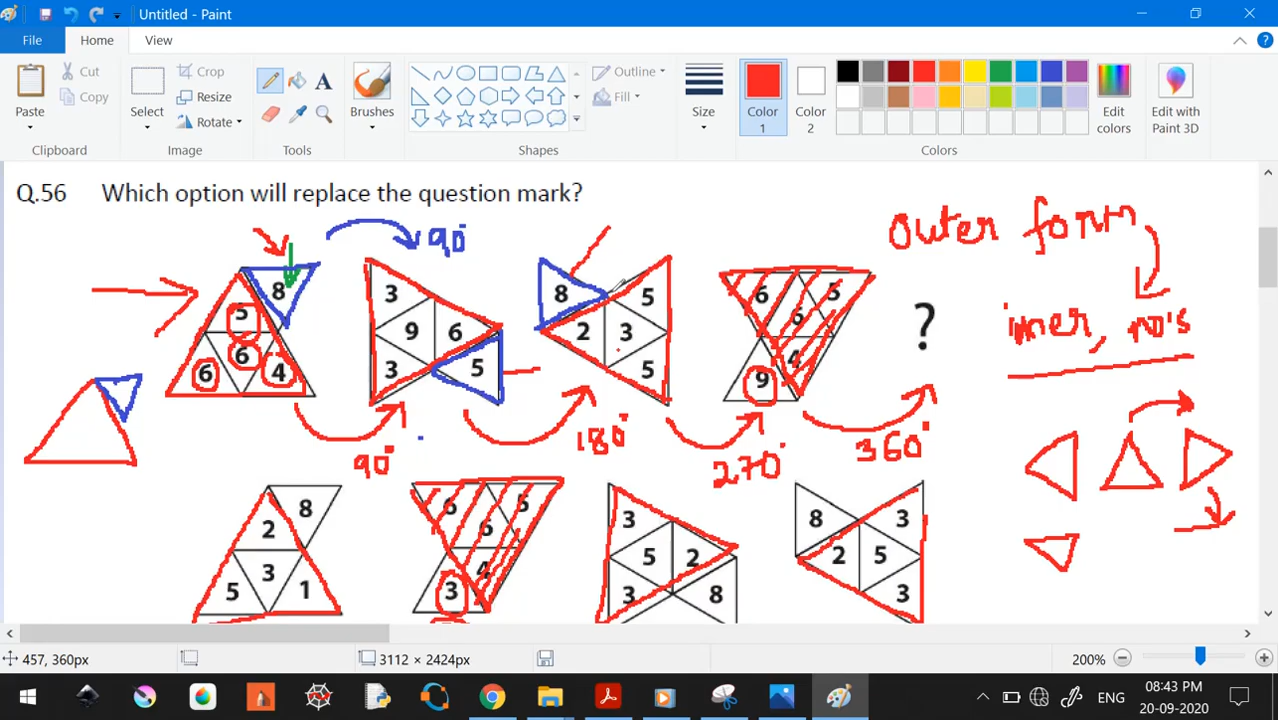 Untitled - Paint
File Home View
Paste
Cut
Copy
Clipboard
Select
Crop
Resize
Rotate
Image
Tools
Brushes
Shapes
Outline
Fill
Size
Color 1
Color 2
Edit colors
Edit with Paint 3D
Colors
Q.56 Which option will replace the question mark?
outer form
inner, no's
90°
8
5
6 6 4
3
9 6
3 5
8 5
2 3
5
6 5
6
4
9
?
90°
180°
270°
360°
8
2
5 3 1
6 5
6
4
3
3
5 2
3 8
8 3
2 5
3
457, 360px
3112 × 2424px
200%
ENG
08:43 PM
20-09-2020